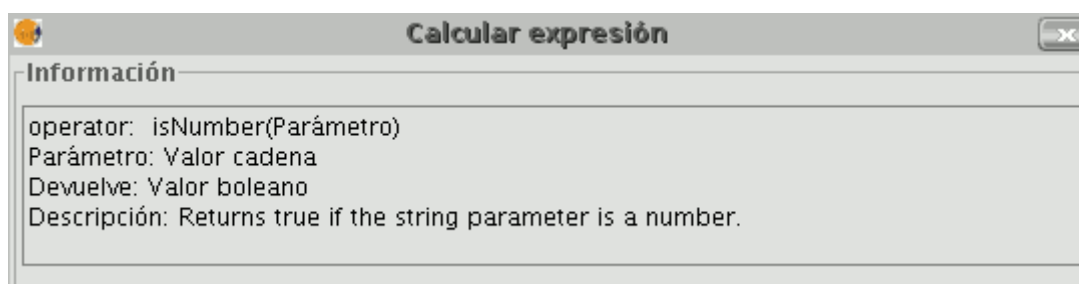 Calcular expresión
Información
operator: isNumber(Parámetro)
Parámetro: Valor cadena
Devuelve: Valor boleano
Descripción: Returns true if the string parameter is a number.